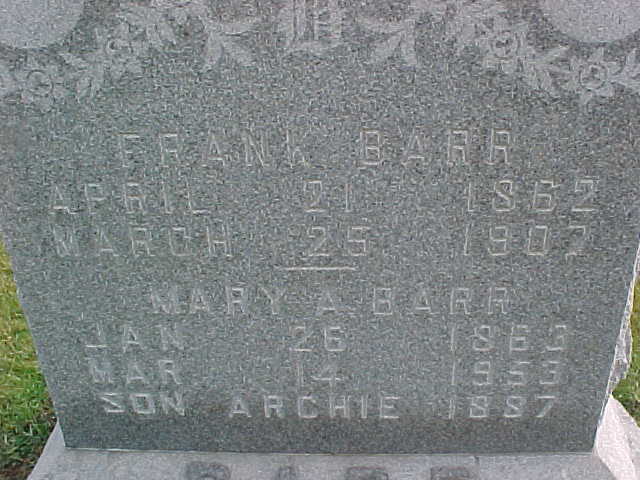 FRANK BARR
APRIL 21 1862
MARCH 25 1907
MARY A. BARR
JAN 26 1863
MAR 14 1953
SON ARCHIE 1887
BARR